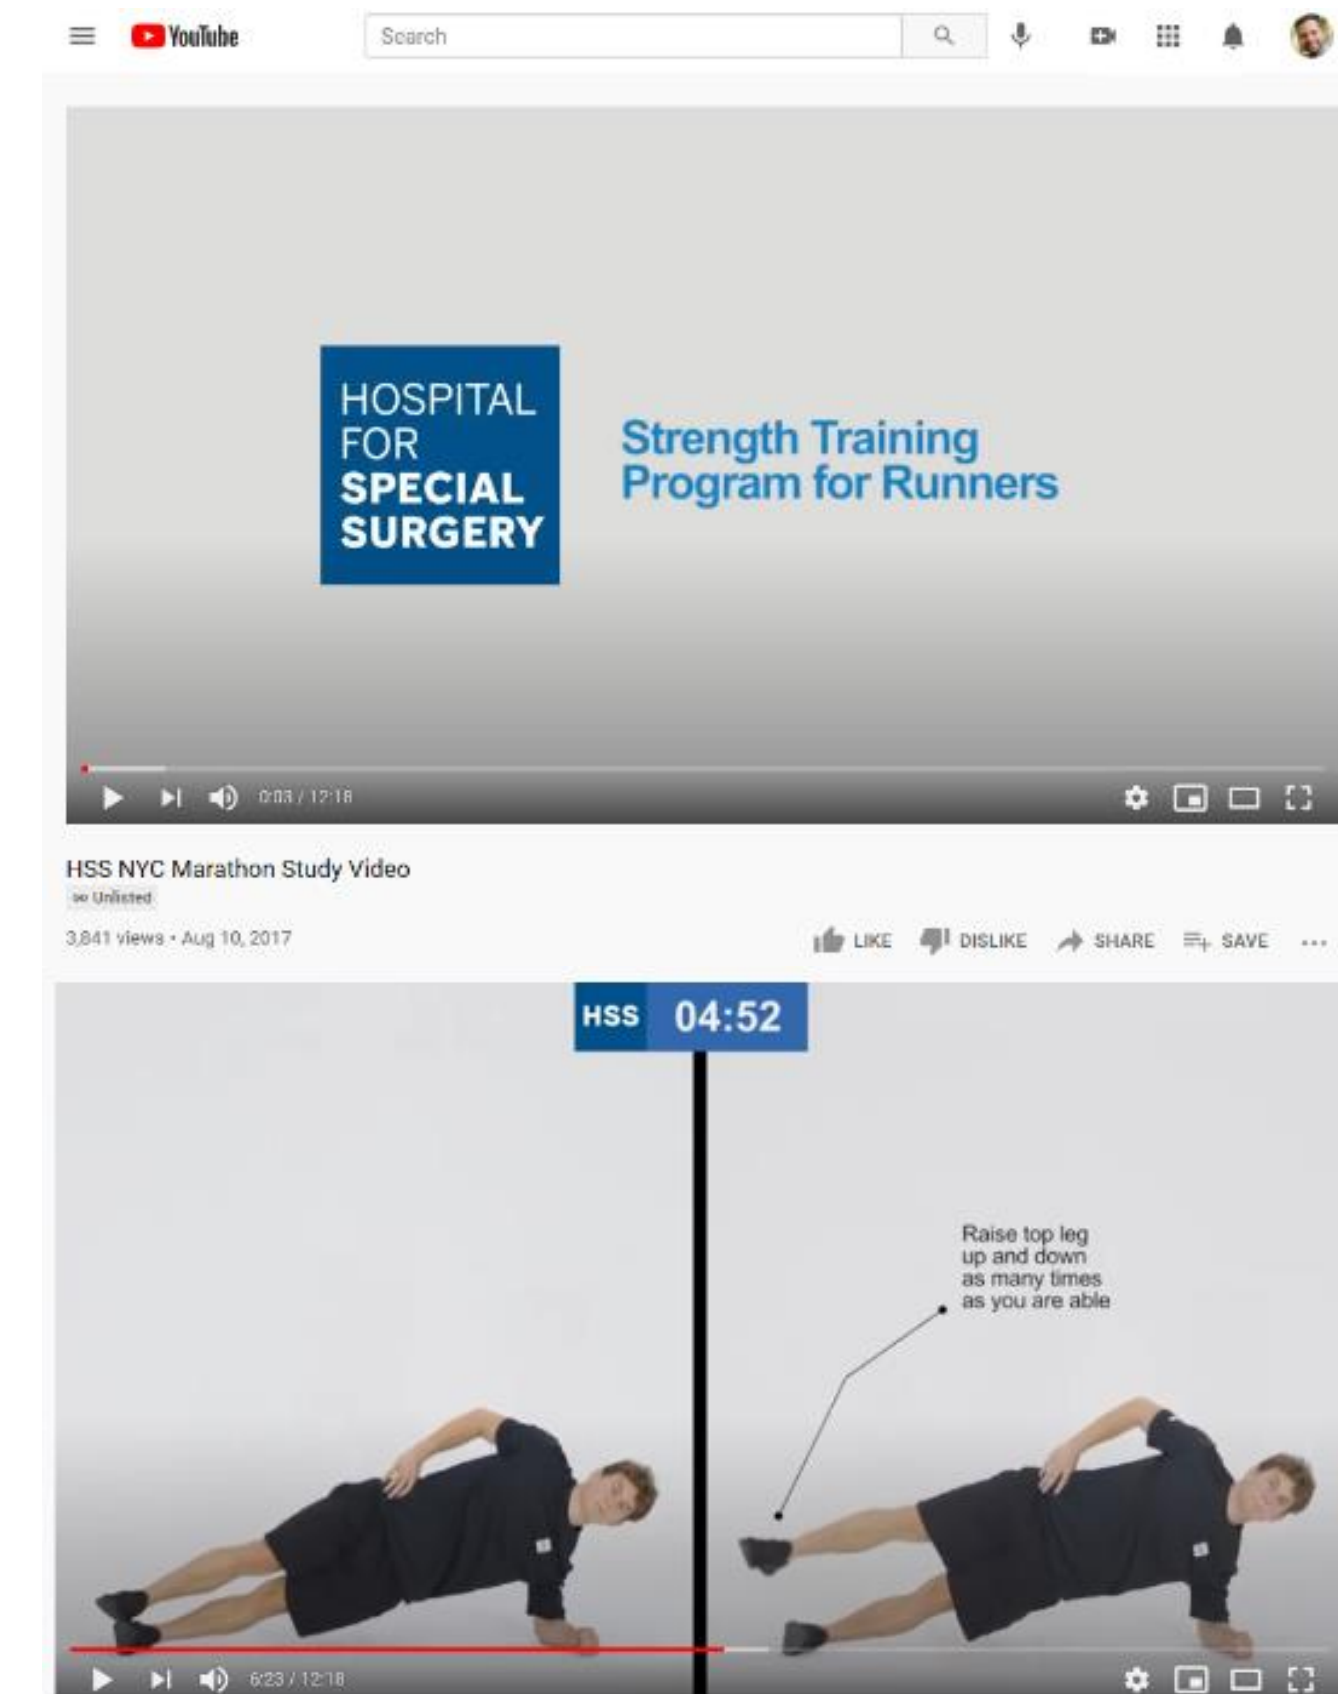 YouTube
Search
HOSPITAL
FOR
SPECIAL
SURGERY
Strength Training
Program for Runners
0:03 / 12:18
HSS NYC Marathon Study Video
Unlisted
3,841 views • Aug 10, 2017
LIKE DISLIKE SHARE SAVE
HSS 04:52
Raise top leg
up and down
as many times
as you are able
6:23 / 12:18